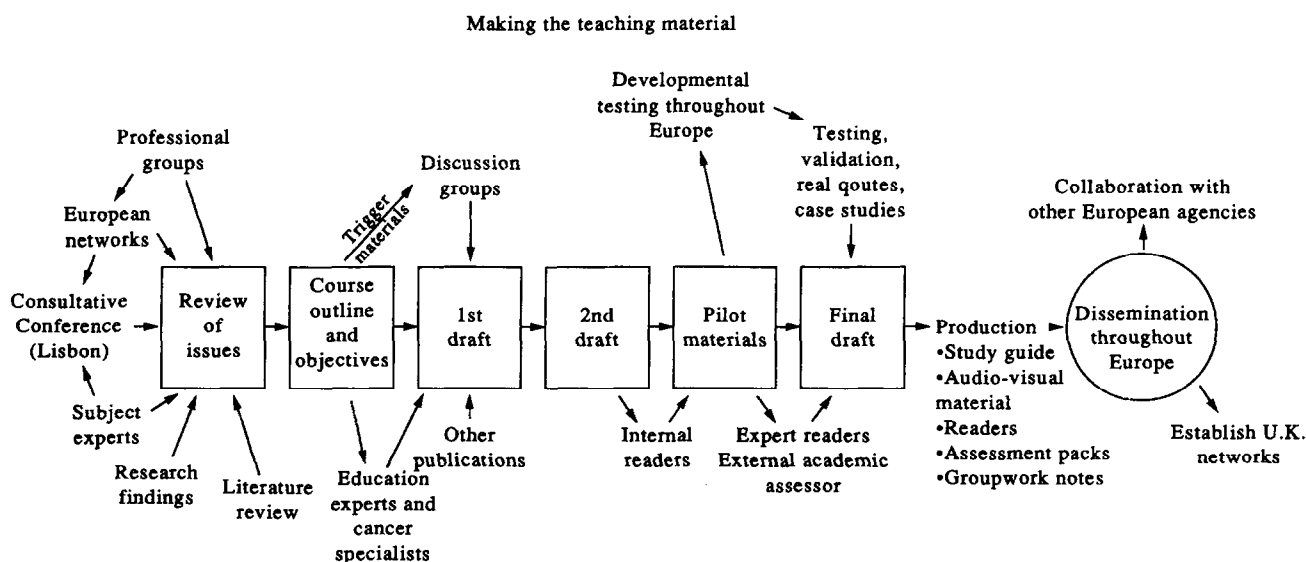 Making the teaching material
Developmental
testing throughout
Europe
Testing,
validation,
real qoutes,
case studies
Professional
groups
Discussion
groups
Trigger
materials
European
networks
Collaboration with
other European agencies
Consultative
Conference
(Lisbon)
Review
of
issues
Course
outline
and
objectives
1st
draft
2nd
draft
Pilot
materials
Final
draft
Production
•Study guide
•Audio-visual
material
•Readers
•Assessment packs
•Groupwork notes
Dissemination
throughout
Europe
Subject
experts
Research
findings
Literature
review
Education
experts and
cancer
specialists
Other
publications
Internal
readers
Expert readers
External academic
assessor
Establish U.K.
networks